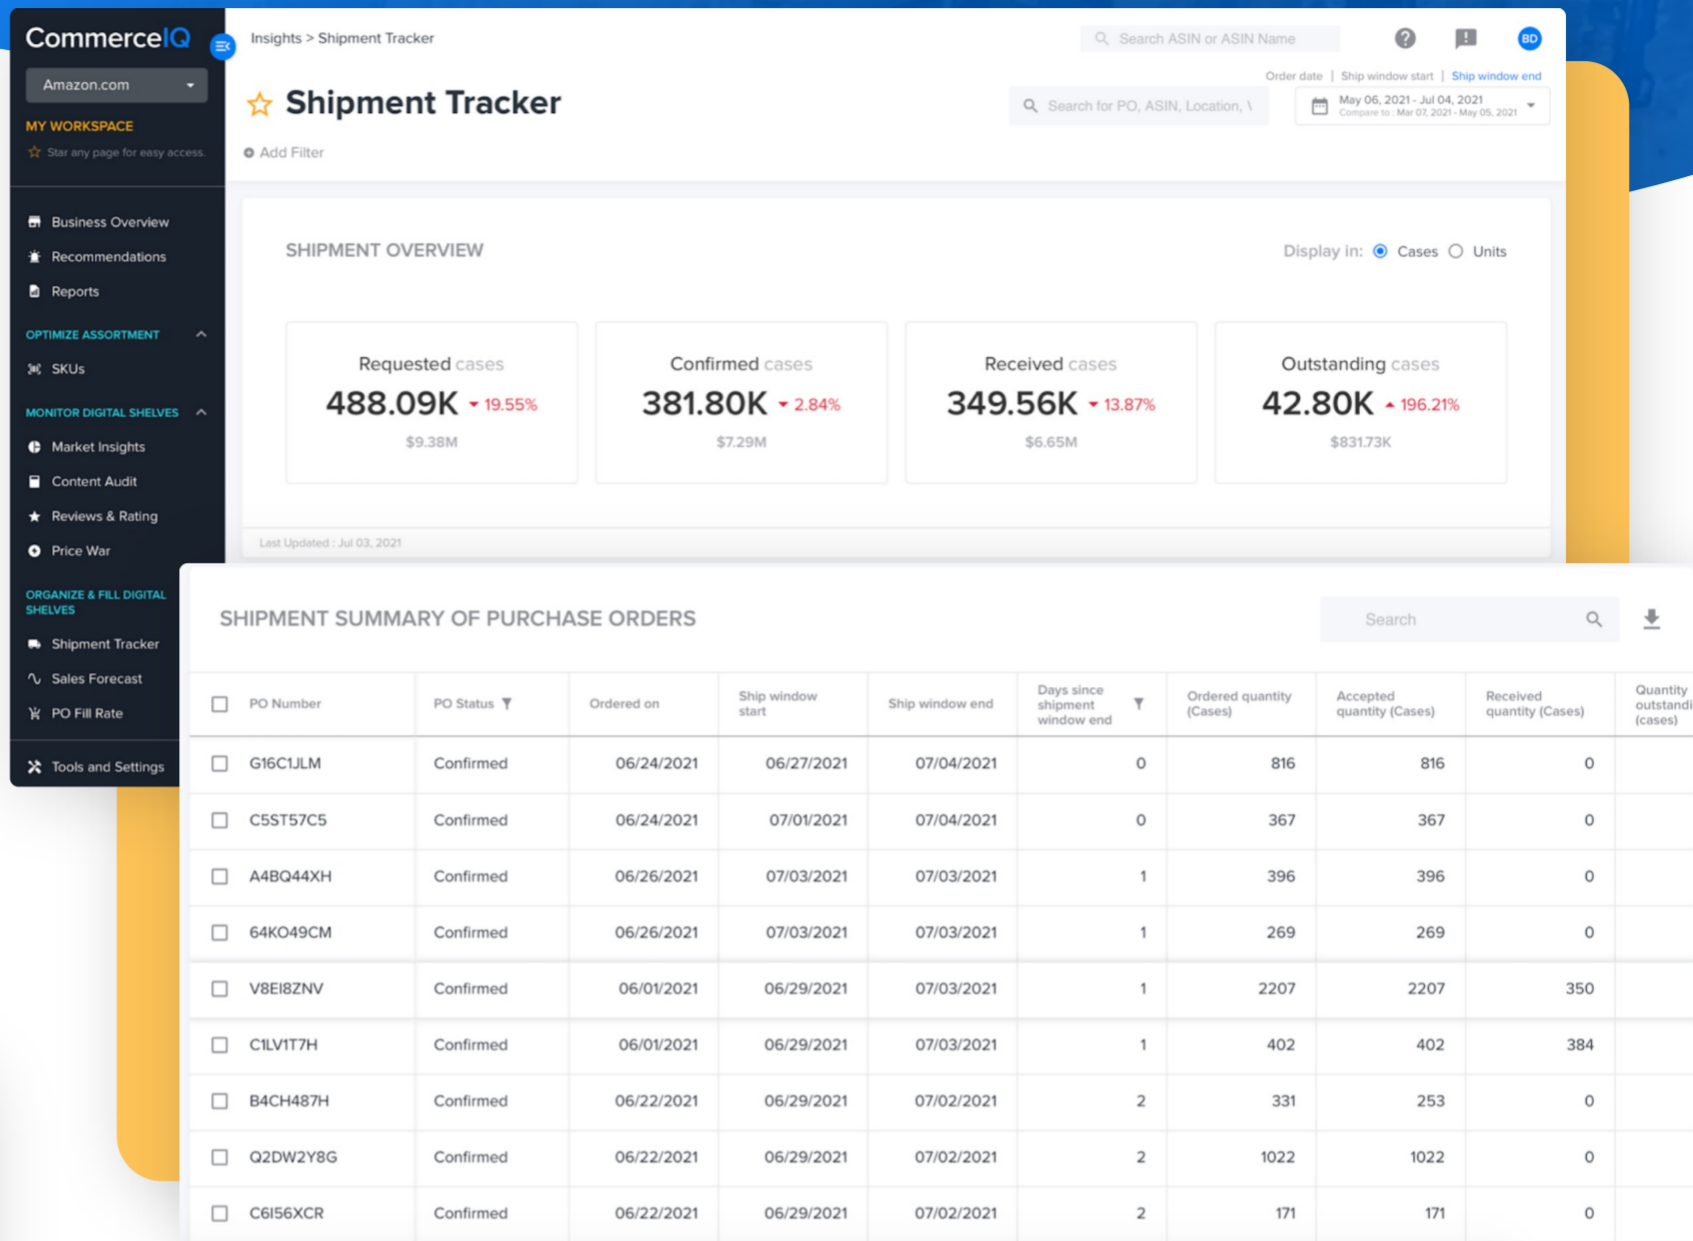 CommerceIQ
Amazon.com
MY WORKSPACE
Star any page for easy access.
Business Overview
Recommendations
Reports
OPTIMIZE ASSORTMENT
SKUs
MONITOR DIGITAL SHELVES
Market Insights
Content Audit
Reviews & Rating
Price War
ORGANIZE & FILL DIGITAL
SHELVES
Shipment Tracker
Sales Forecast
PO Fill Rate
Tools and Settings
Insights > Shipment Tracker
Search ASIN or ASIN Name
BD
Order date | Ship window start | Ship window end
Shipment Tracker
Search for PO, ASIN, Location, \
May 06, 2021 - Jul 04, 2021
Compare to : Mar 07, 2021 - May 05, 2021
Add Filter
SHIPMENT OVERVIEW
Display in: Cases Units
Requested cases
488.09K 19.55%
$9.38M
Confirmed cases
381.80K 2.84%
$7.29M
Received cases
349.56K 13.87%
$6.65M
Outstanding cases
42.80K 196.21%
$831.73K
Last Updated : Jul 03, 2021
SHIPMENT SUMMARY OF PURCHASE ORDERS
Search
PO Number
PO Status
Ordered on
Ship window
start
Ship window end
Days since
shipment
window end
Ordered quantity
(Cases)
Accepted
quantity (Cases)
Received
quantity (Cases)
Quantity
outstandi
(cases)
G16C1JLM Confirmed 06/24/2021 06/27/2021 07/04/2021 0 816 816 0
C5ST57C5 Confirmed 06/24/2021 07/01/2021 07/04/2021 0 367 367 0
A4BQ44XH Confirmed 06/26/2021 07/03/2021 07/03/2021 1 396 396 0
64KO49CM Confirmed 06/26/2021 07/03/2021 07/03/2021 1 269 269 0
V8EI8ZNV Confirmed 06/01/2021 06/29/2021 07/03/2021 1 2207 2207 350
C1LV1T7H Confirmed 06/01/2021 06/29/2021 07/03/2021 1 402 402 384
B4CH487H Confirmed 06/22/2021 06/29/2021 07/02/2021 2 331 253 0
Q2DW2Y8G Confirmed 06/22/2021 06/29/2021 07/02/2021 2 1022 1022 0
C6I56XCR Confirmed 06/22/2021 06/29/2021 07/02/2021 2 171 171 0